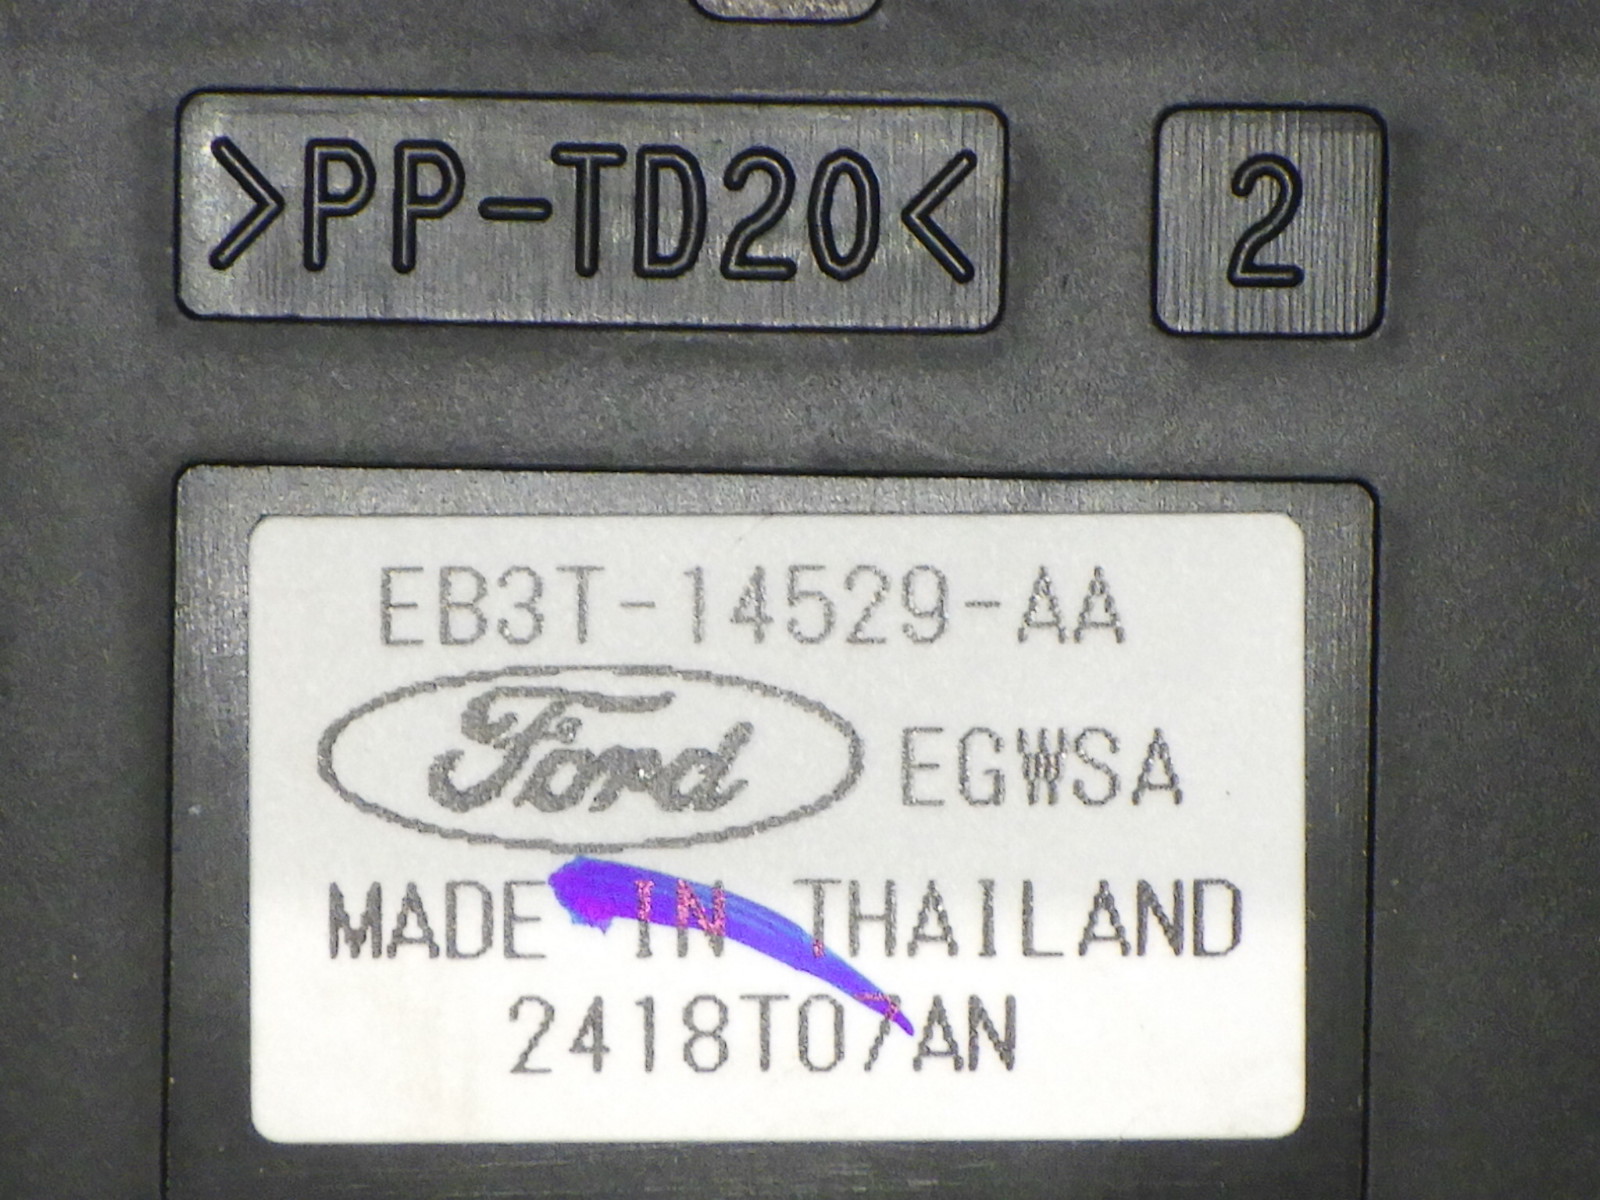 >PP-TD20< 2
EB3T-14529-AA
Ford EGWSA
MADE IN THAILAND
2418T07AN